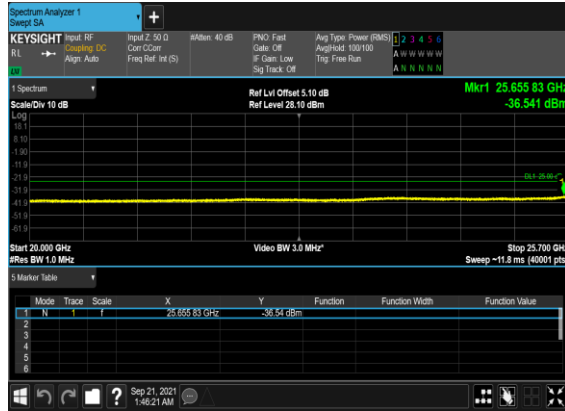 Spectrum Analyzer 1
Swept SA
+
KEYSIGHT Input: RF Input Z: 50 Ω #Atten: 40 dB PNO: Fast Avg Type: Power (RMS) 1 2 3 4 5 6
RL Coupling: DC Corr CCorr Gate: Off Avg|Hold: 100/100 A W W W W W
Align: Auto Freq Ref: Int (S) IF Gain: Low Trig: Free Run
Sig Track: Off A N N N N N
1 Spectrum Ref Lvl Offset 5.10 dB Mkr1 25.655 83 GHz
Scale/Div 10 dB Ref Level 28.10 dBm -36.541 dBm
Log
18.1
8.10
-1.90
-11.9
-21.9 DL1 -25.00
-31.9
-41.9
-51.9
-61.9
Start 20.000 GHz Video BW 3.0 MHz* Stop 25.700 GHz
#Res BW 1.0 MHz Sweep ~11.8 ms (40001 pts
5 Marker Table
Mode Trace Scale X Y Function Function Width Function Value
1 N 1 f 25.655 83 GHz -36.54 dBm
2
3
4
5
6
? Sep 21, 2021
1:46:21 AM